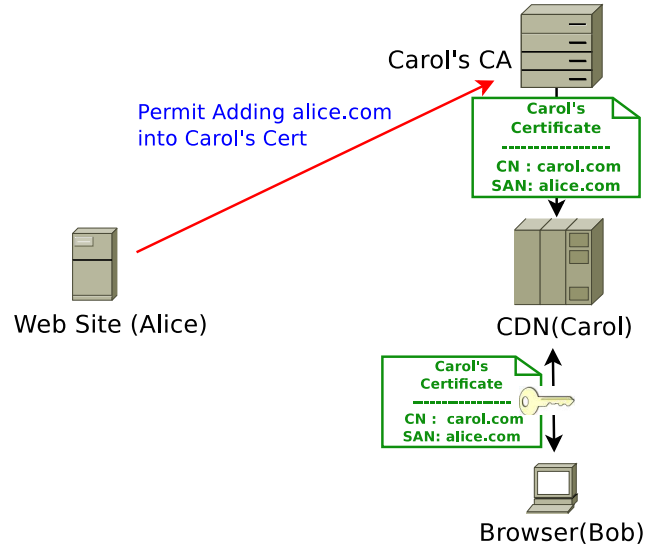 Carol's CA
Permit Adding alice.com
into Carol's Cert
Carol's
Certificate
-----------------
CN : carol.com
SAN: alice.com
Web Site (Alice)
CDN(Carol)
Carol's
Certificate
-----------------
CN :  carol.com
SAN: alice.com
Browser(Bob)